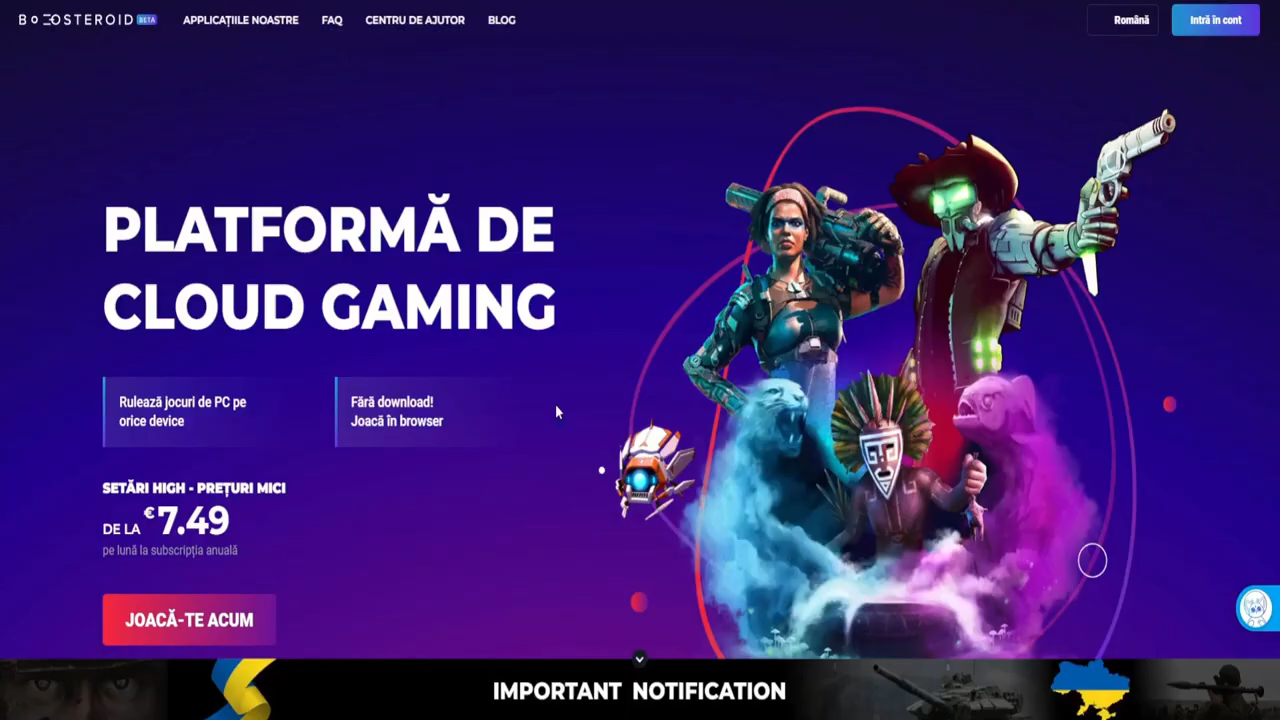 BOOSTEROID BETA
APPLICAȚIILE NOASTRE
FAQ
CENTRU DE AJUTOR
BLOG
Română
Intră în cont
PLATFORMĂ DE
CLOUD GAMING
Rulează jocuri de PC pe
orice device
Fără download!
Joacă în browser
SETĂRI HIGH - PREȚURI MICI
DE LA €7.49
pe lună la subscripția anuală
JOACĂ-TE ACUM
IMPORTANT NOTIFICATION